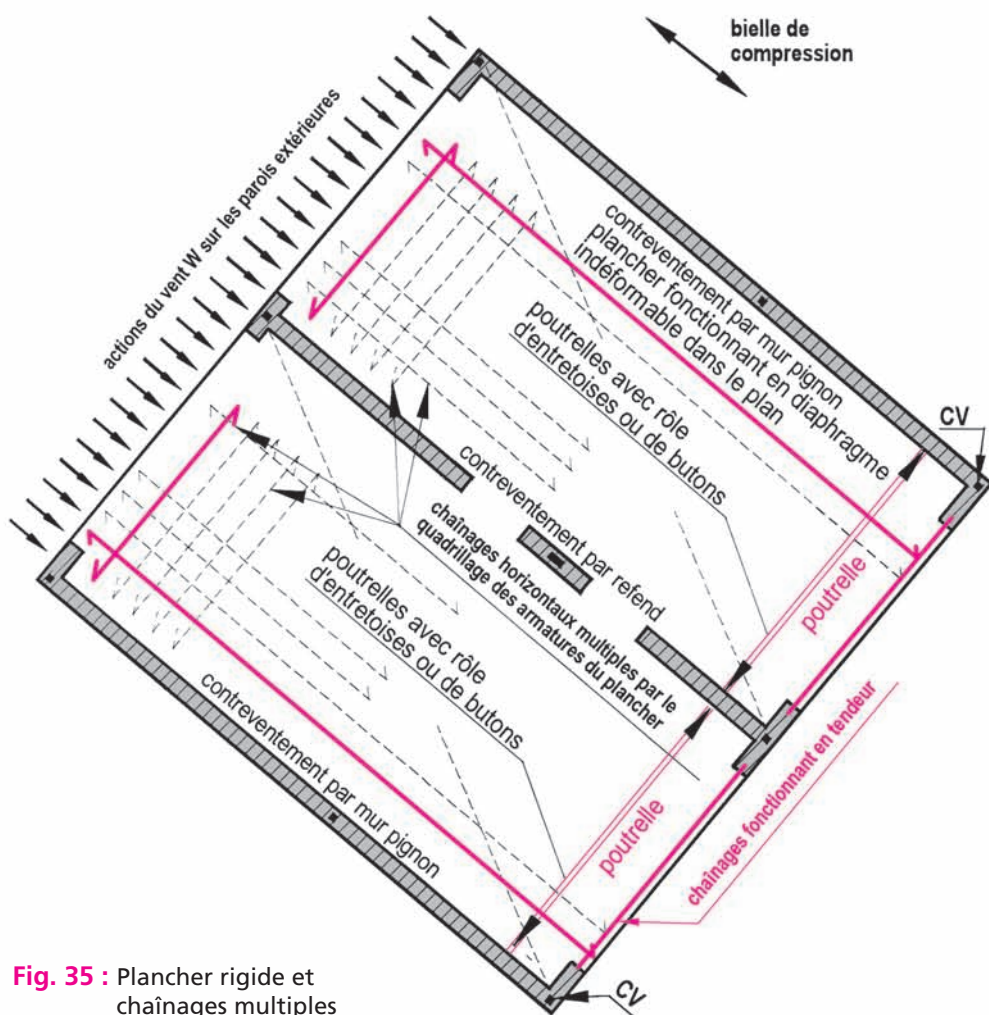 bielle de
compression
actions du vent W sur les parois extérieures
contreventement par mur pignon
plancher fonctionnant en diaphragme
indéformable dans le plan
poutrelles avec rôle
d'entretoises ou de butons
CV
contreventement par refend
chaînages horizontaux multiples par le
quadrillage des armatures du plancher
poutrelle
poutrelles avec rôle
d'entretoises ou de butons
poutrelle
contreventement par mur pignon
chaînages fonctionnant en tendeur
CV
Fig. 35 : Plancher rigide et
chaînages multiples